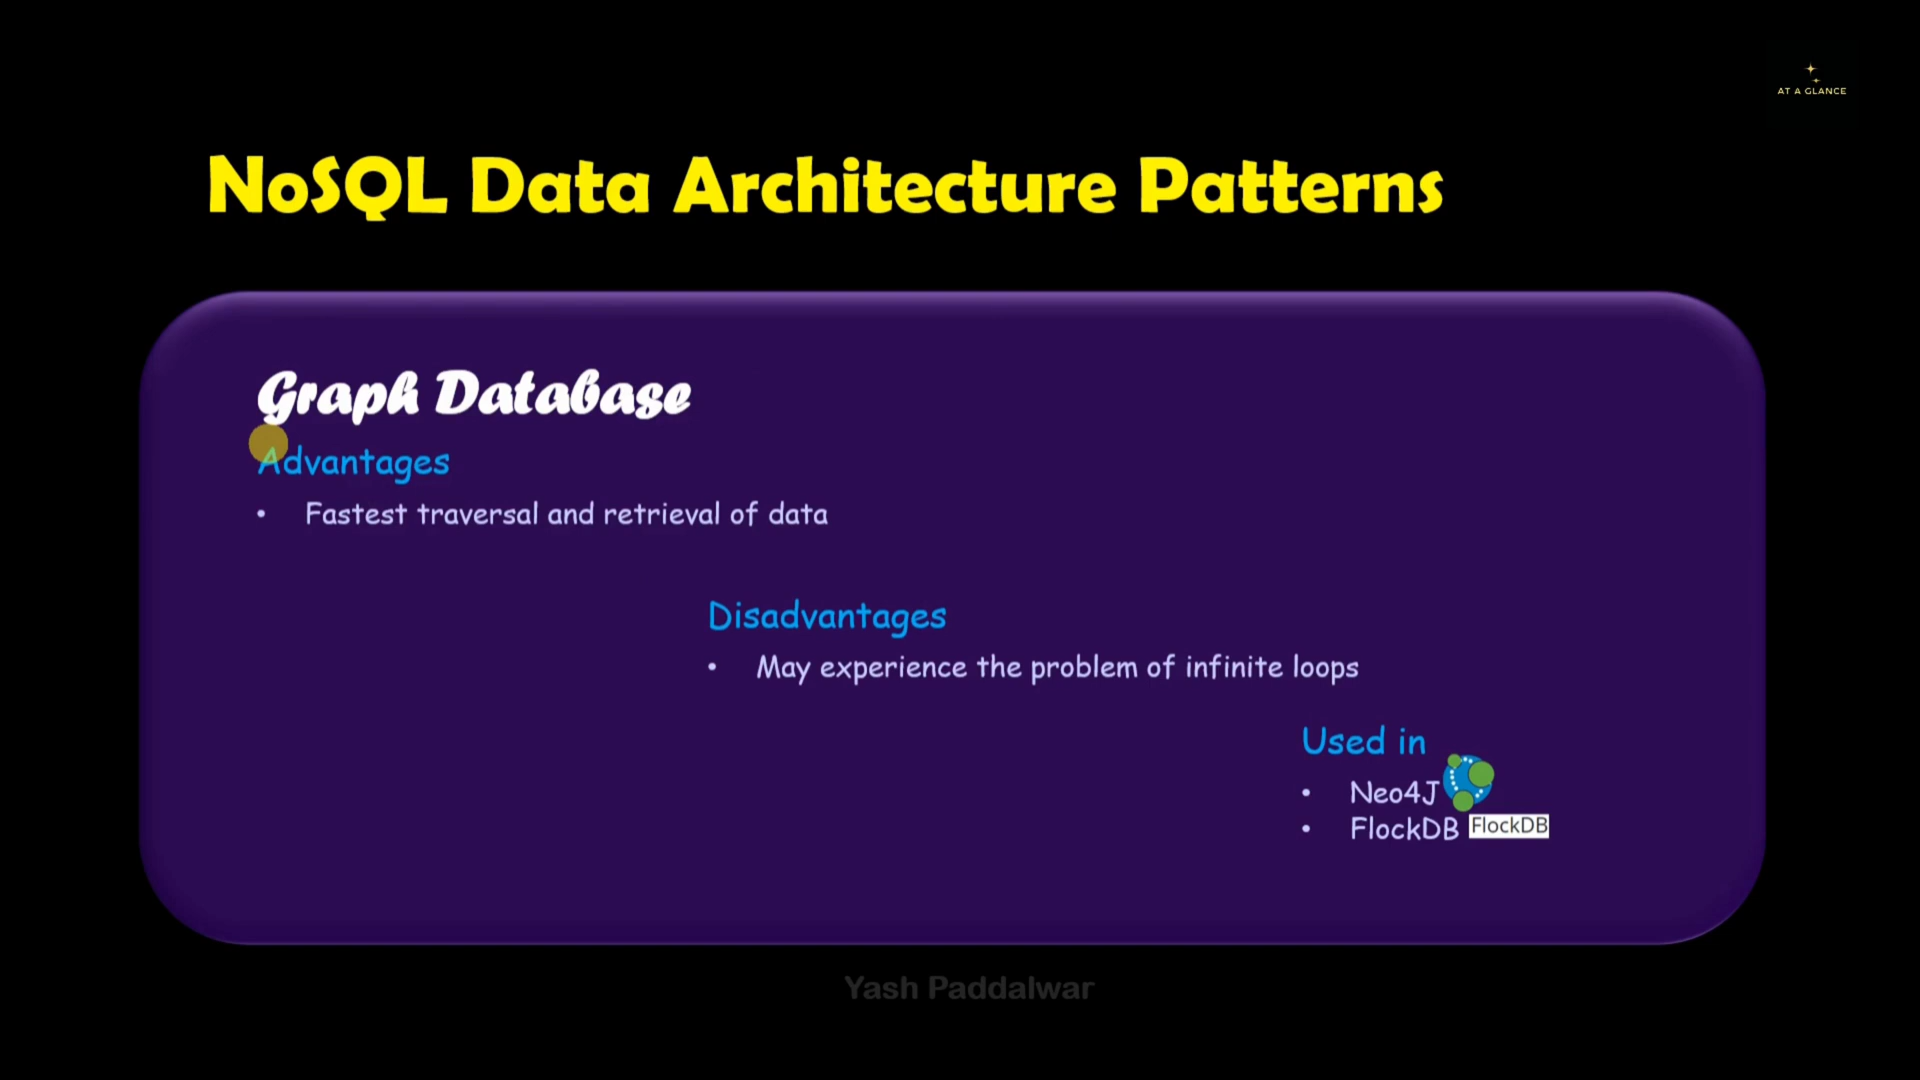 AT A GLANCE
NoSQL Data Architecture Patterns
Graph Database
Advantages
• Fastest traversal and retrieval of data
Disadvantages
• May experience the problem of infinite loops
Used in
• Neo4J
• FlockDB FlockDB
Yash Paddalwar